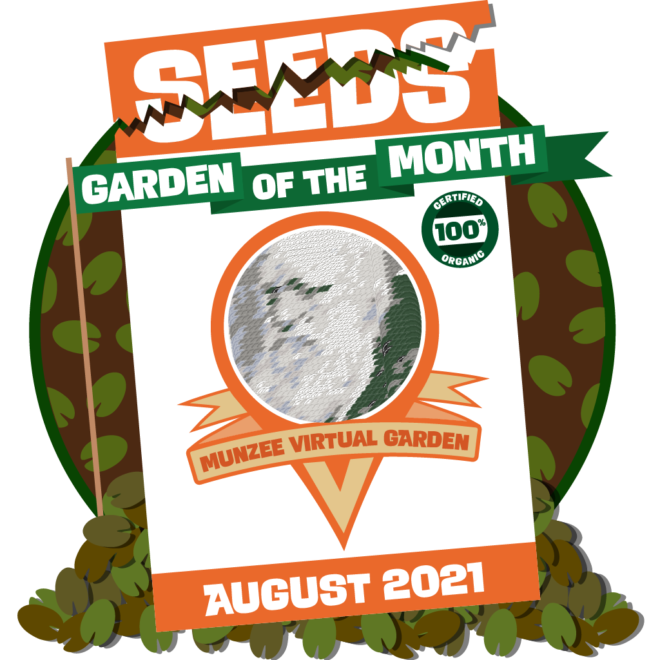 SEEDS
GARDEN OF THE MONTH
CERTIFIED
100%
ORGANIC
MUNZEE VIRTUAL GARDEN
AUGUST 2021